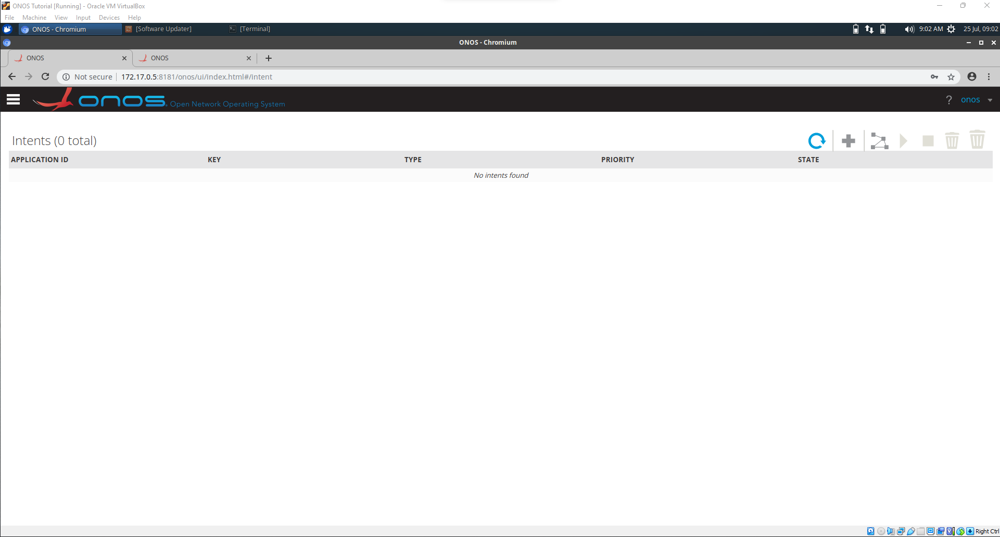 ONOS Tutorial [Running] - Oracle VM VirtualBox
File Machine View Input Devices Help
ONOS - Chromium [Software Updater] [Terminal] 9:02 AM 25 Jul, 09:02
ONOS - Chromium
ONOS ONOS
Not secure 172.17.0.5:8181/onos/ui/index.html#/intent
onos Open Network Operating System ? onos
Intents (0 total)
APPLICATION ID KEY TYPE PRIORITY STATE
No intents found
Right Ctrl